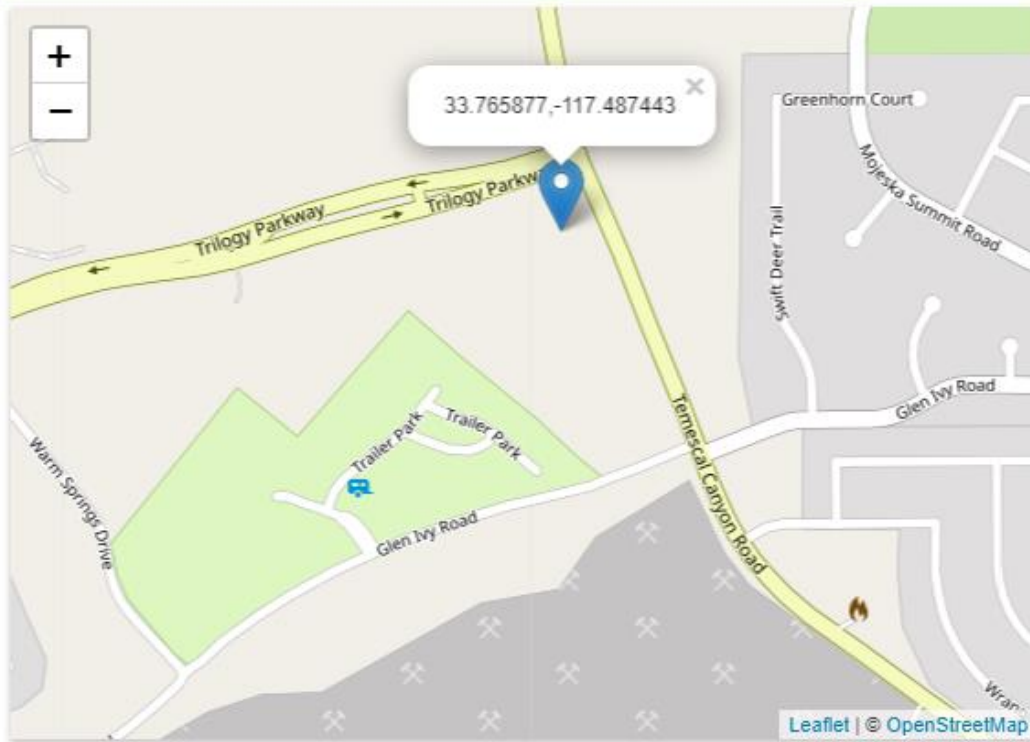 +
−
33.765877,-117.487443
×
Greenhorn Court
Mojeska Summit Road
Trilogy Parkway
Trilogy Parkway
Swift Deer Trail
Glen Ivy Road
Temescal Canyon Road
Trailer Park
Trailer Park
Warm Springs Drive
Glen Ivy Road
Leaflet | © OpenStreetMap